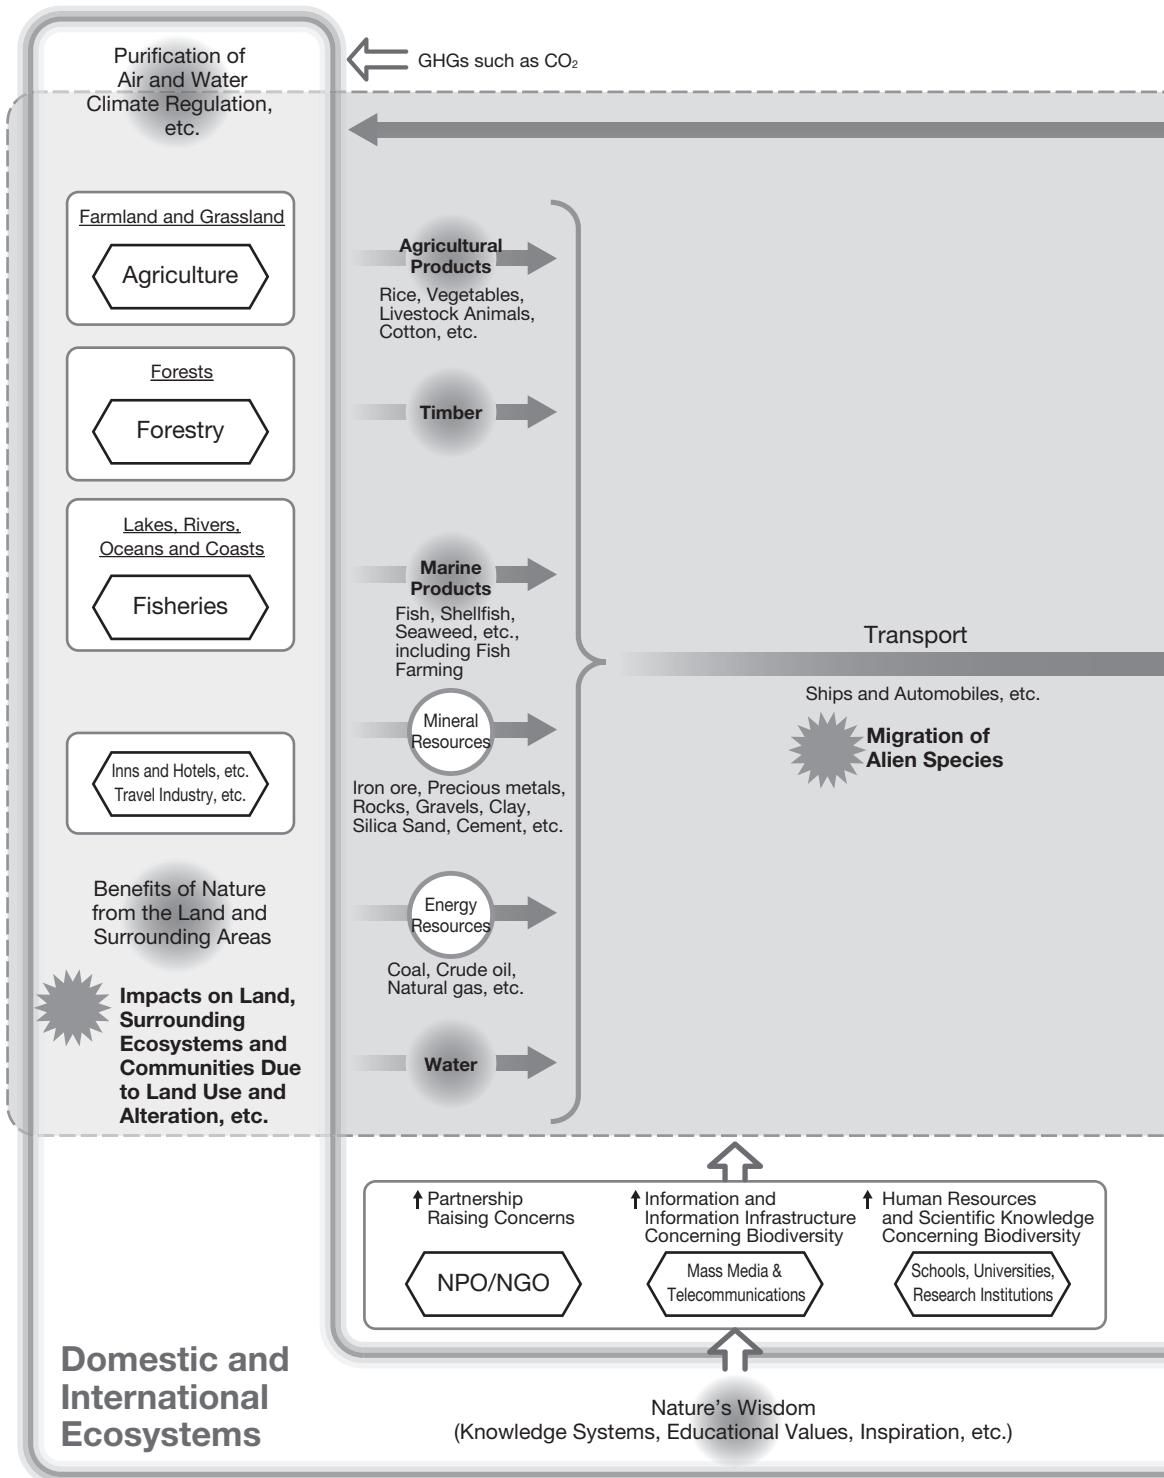 Purification of
Air and Water
Climate Regulation,
etc.
GHGs such as CO₂
Farmland and Grassland
Agriculture
Agricultural
Products
Rice, Vegetables,
Livestock Animals,
Cotton, etc.
Forests
Forestry
Timber
Lakes, Rivers,
Oceans and Coasts
Fisheries
Marine
Products
Fish, Shellfish,
Seaweed, etc.,
including Fish
Farming
Transport
Ships and Automobiles, etc.
Migration of
Alien Species
Inns and Hotels, etc.
Travel Industry, etc.
Mineral
Resources
Iron ore, Precious metals,
Rocks, Gravels, Clay,
Silica Sand, Cement, etc.
Benefits of Nature
from the Land and
Surrounding Areas
Energy
Resources
Coal, Crude oil,
Natural gas, etc.
Impacts on Land,
Surrounding
Ecosystems and
Communities Due
to Land Use and
Alteration, etc.
Water
Partnership
Raising Concerns
NPO/NGO
Information and
Information Infrastructure
Concerning Biodiversity
Mass Media &
Telecommunications
Human Resources
and Scientific Knowledge
Concerning Biodiversity
Schools, Universities,
Research Institutions
Domestic and
International
Ecosystems
Nature's Wisdom
(Knowledge Systems, Educational Values, Inspiration, etc.)